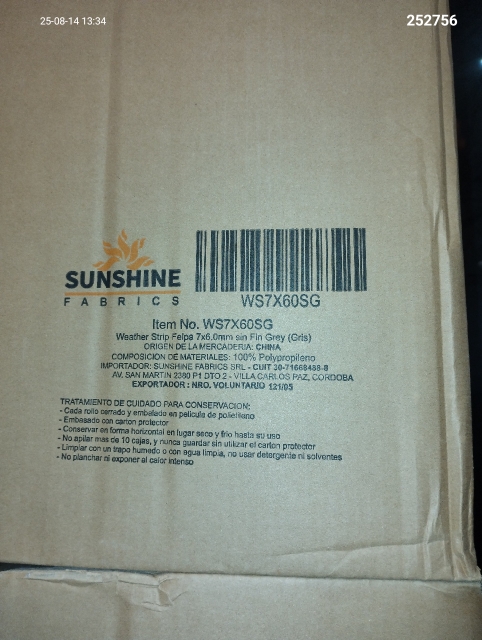 25-08-14 13:34
252756
SUNSHINE
FABRICS
WS7X60SG
Item No. WS7X60SG
Weather Strip Felpa 7x6.0mm sin Fin Grey (Gris)
ORIGEN DE LA MERCADERIA: CHINA
COMPOSICION DE MATERIALES: 100% Polypropileno
IMPORTADOR: SUNSHINE FABRICS SRL - CUIT 30-71668488-8
AV. SAN MARTIN 2380 P1 DTO 2 - VILLA CARLOS PAZ, CORDOBA
EXPORTADOR : NRO. VOLUNTARIO 121/05
TRATAMIENTO DE CUIDADO PARA CONSERVACION:
- Cada rollo cerrado y embalado en pelicula de polietileno
- Embasado con carton protector
- Conservar en forma horizontal en lugar seco y frio hasta su uso
- No apilar mas de 10 cajas, y nunca guardar sin utilizar el carton protector
- Limpiar con un trapo humedo o con agua limpia, no usar detergente ni solventes
- No planchar ni exponer al calor intenso